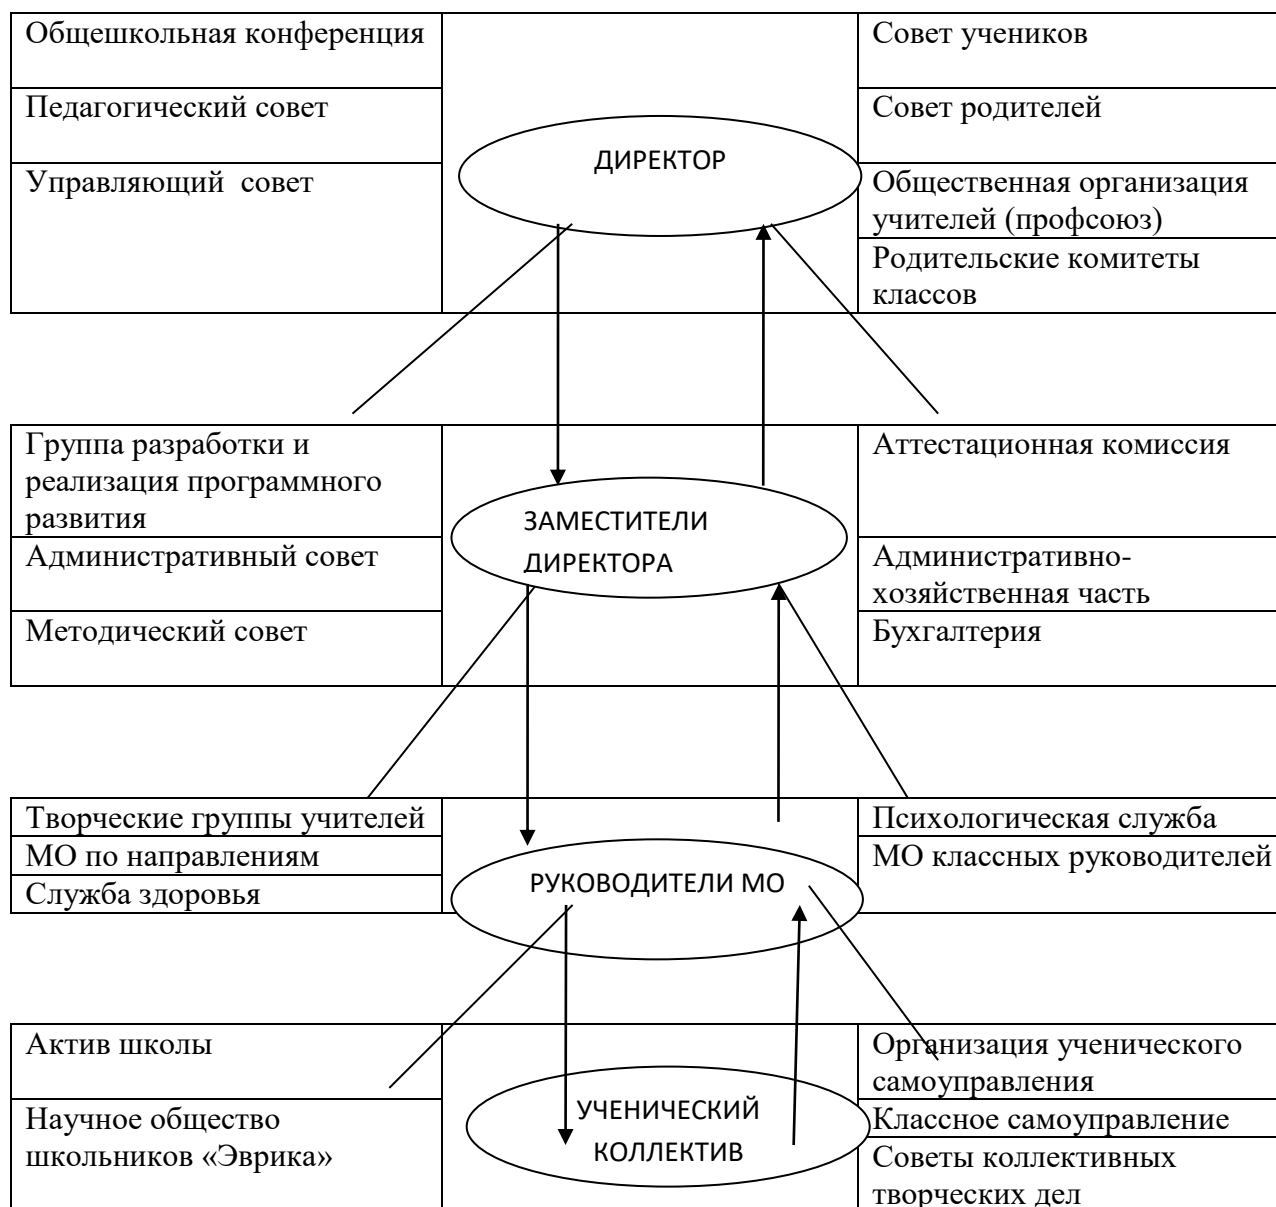 Общешкольная конференция
Педагогический совет
Управляющий совет
ДИРЕКТОР
Совет учеников
Совет родителей
Общественная организация
учителей (профсоюз)
Родительские комитеты
классов
Группа разработки и
реализация программного
развития
Административный совет
Методический совет
ЗАМЕСТИТЕЛИ
ДИРЕКТОРА
Аттестационная комиссия
Административно-
хозяйственная часть
Бухгалтерия
Творческие группы учителей
МО по направлениям
Служба здоровья
РУКОВОДИТЕЛИ МО
Психологическая служба
МО классных руководителей
Актив школы
Научное общество
школьников «Эврика»
УЧЕНИЧЕСКИЙ
КОЛЛЕКТИВ
Организация ученического
самоуправления
Классное самоуправление
Советы коллективных
творческих дел